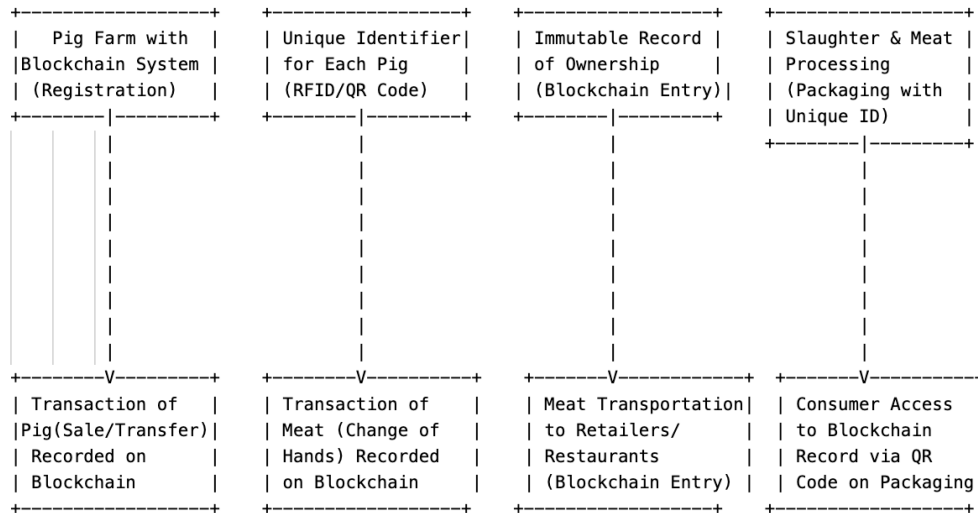 Pig Farm with
Blockchain System
(Registration)
Unique Identifier
for Each Pig
(RFID/QR Code)
Immutable Record
of Ownership
(Blockchain Entry)
Slaughter & Meat
Processing
(Packaging with
Unique ID)
Transaction of
Pig(Sale/Transfer)
Recorded on
Blockchain
Transaction of
Meat (Change of
Hands) Recorded
on Blockchain
Meat Transportation
to Retailers/
Restaurants
(Blockchain Entry)
Consumer Access
to Blockchain
Record via QR
Code on Packaging